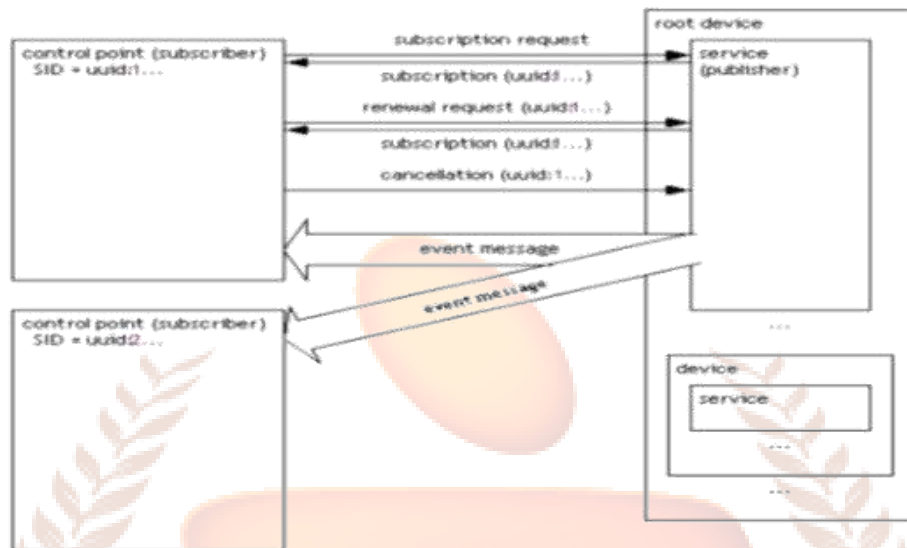 control point (subscriber)
SID = uuid:1...
subscription request
subscription (uuid:1...)
renewal request (uuid:1...)
subscription (uuid:1...)
cancellation (uuid:1...)
event message
event message
root device
service
(publisher)
...
control point (subscriber)
SID = uuid:2...
device
service
...
...